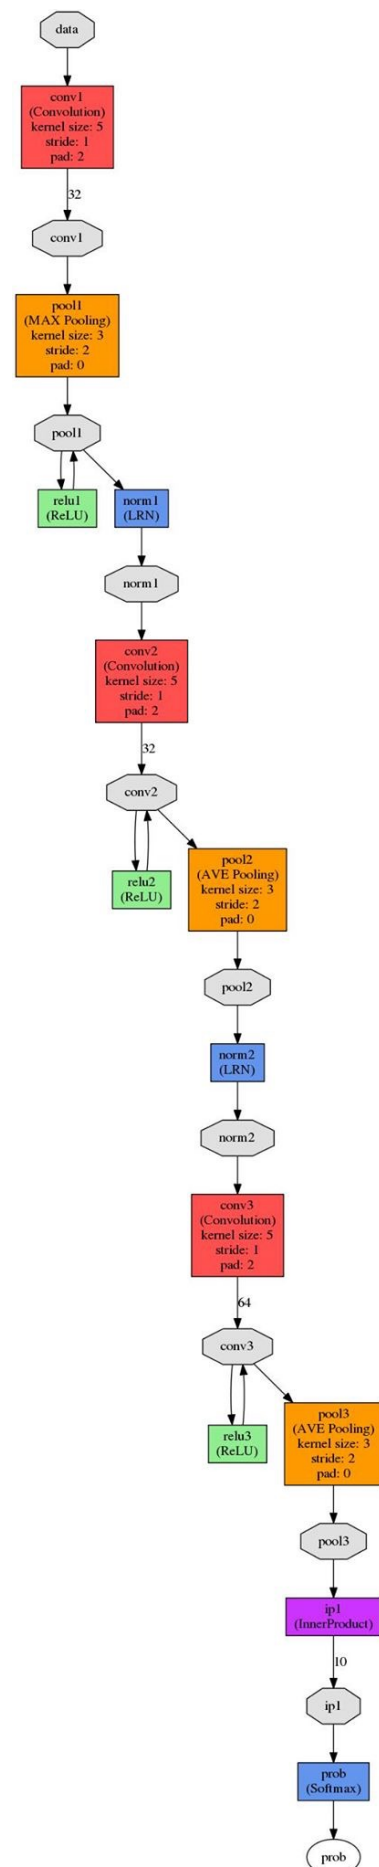 data
conv1
(Convolution)
kernel size: 5
stride: 1
pad: 2
32
conv1
pool1
(MAX Pooling)
kernel size: 3
stride: 2
pad: 0
pool1
relu1
(ReLU)
norm1
(LRN)
norm1
conv2
(Convolution)
kernel size: 5
stride: 1
pad: 2
32
conv2
relu2
(ReLU)
pool2
(AVE Pooling)
kernel size: 3
stride: 2
pad: 0
pool2
norm2
(LRN)
norm2
conv3
(Convolution)
kernel size: 5
stride: 1
pad: 2
64
conv3
relu3
(ReLU)
pool3
(AVE Pooling)
kernel size: 3
stride: 2
pad: 0
pool3
ip1
(InnerProduct)
10
ip1
prob
(Softmax)
prob